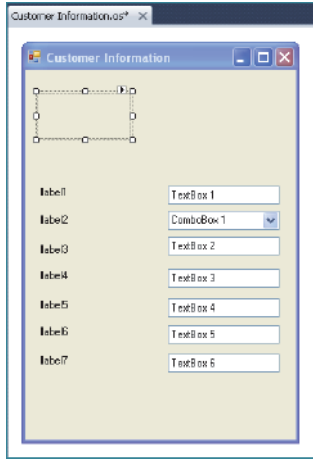 Customer Information.cs* X
Customer Information
label1 TextBox 1
label2 ComboBox 1
label3 TextBox 2
label4 TextBox 3
label5 TextBox 4
label6 TextBox 5
label7 TextBox 6